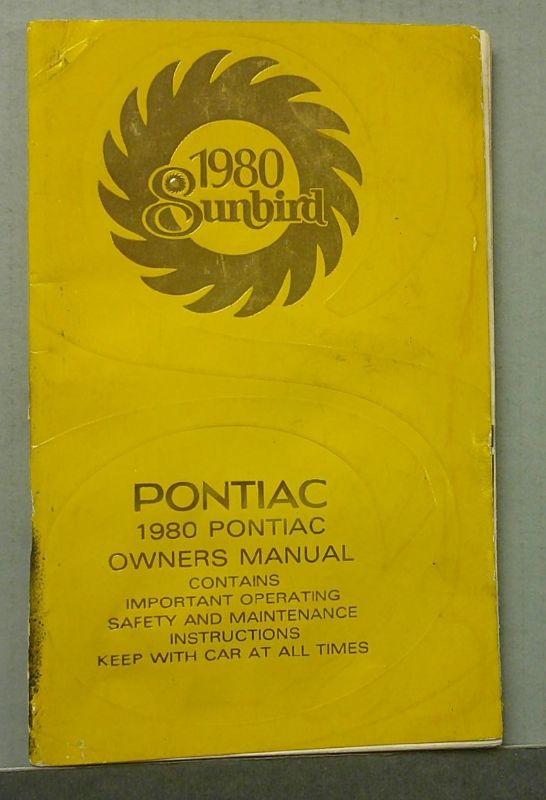 1980
Sunbird
PONTIAC
1980 PONTIAC
OWNERS MANUAL
CONTAINS
IMPORTANT OPERATING
SAFETY AND MAINTENANCE
INSTRUCTIONS
KEEP WITH CAR AT ALL TIMES